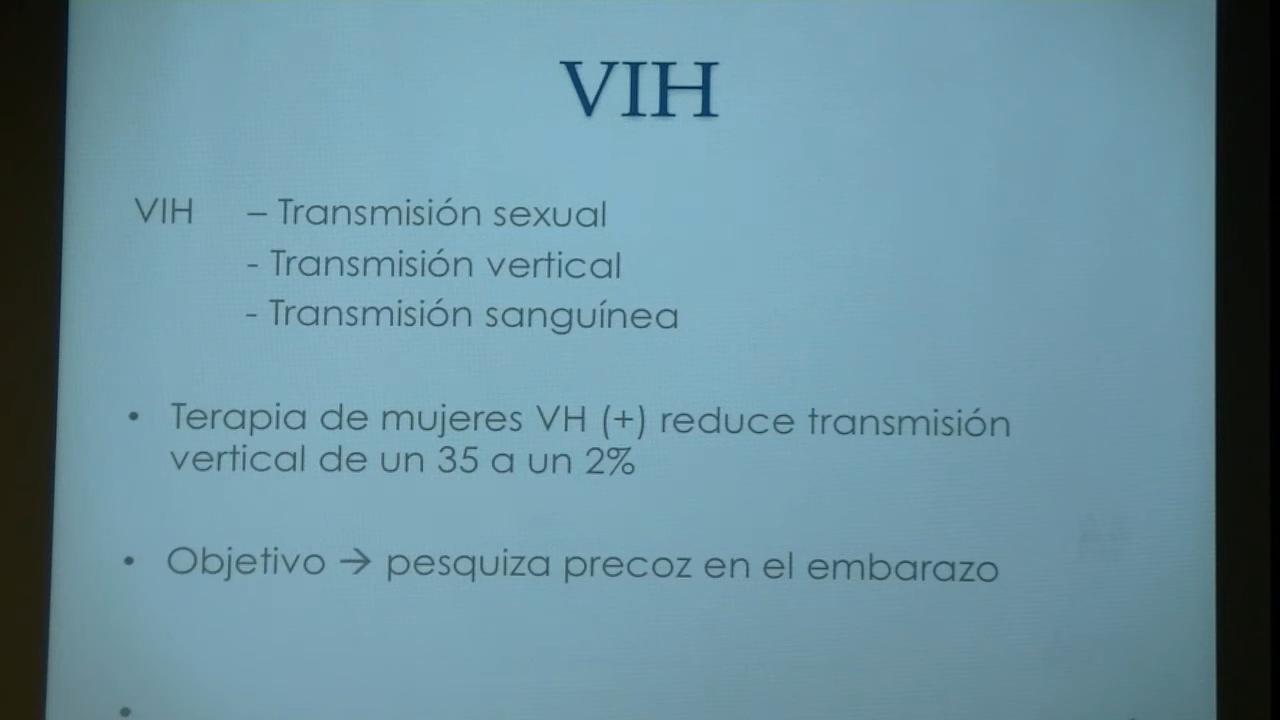 VIH
VIH – Transmisión sexual
- Transmisión vertical
- Transmisión sanguínea
• Terapia de mujeres VH (+) reduce transmisión
vertical de un 35 a un 2%
• Objetivo → pesquiza precoz en el embarazo
•